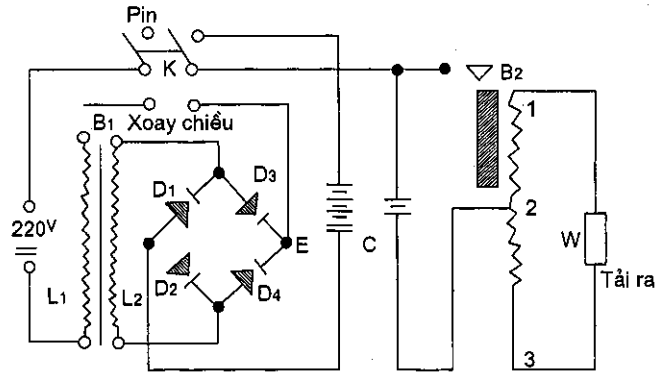 Pin
K
B2
B1 Xoay chiều
1
D1
D3
2
220V
E
C
W
L1
L2
D2
D4
Tải ra
3